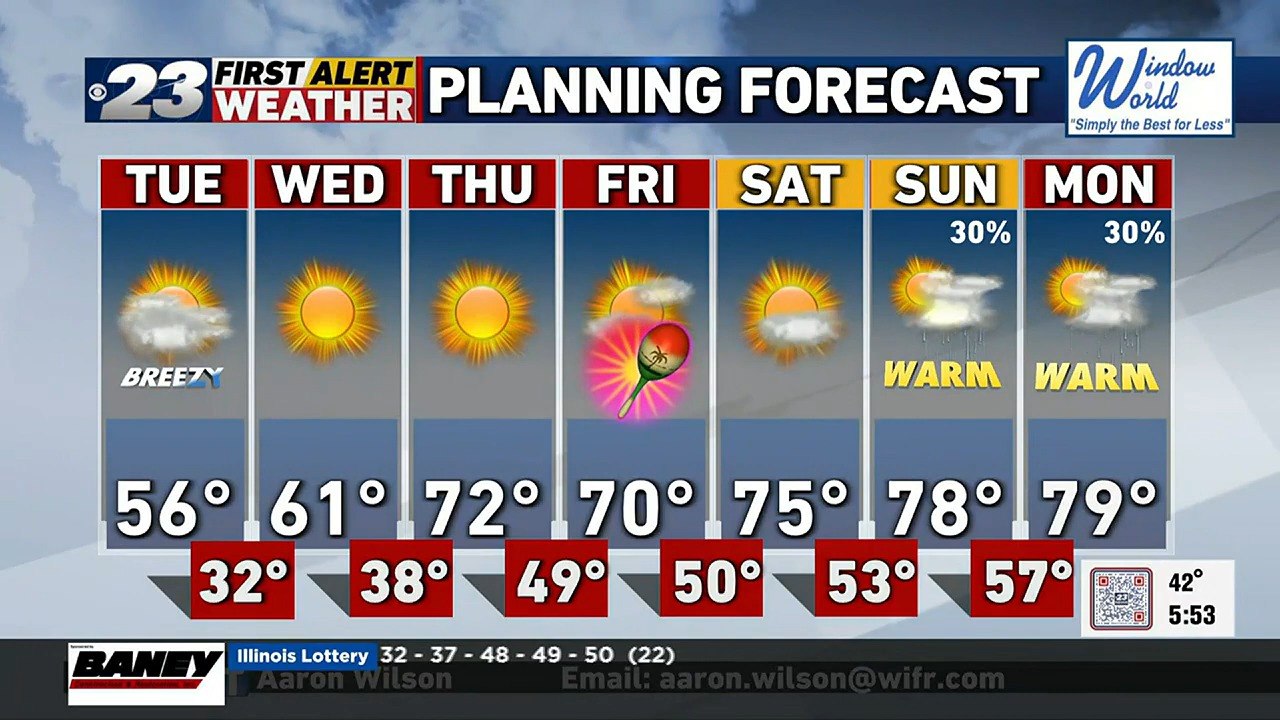 23 FIRST ALERT WEATHER
PLANNING FORECAST
Window World
"Simply the Best for Less"
TUE WED THU FRI SAT SUN MON
30% 30%
BREEZY WARM WARM
56° 61° 72° 70° 75° 78° 79°
32° 38° 49° 50° 53° 57°
23
42°
5:53
Sponsored by
BANEY
Illinois Lottery 32 - 37 - 48 - 49 - 50 (22)
Aaron Wilson Email: aaron.wilson@wifr.com